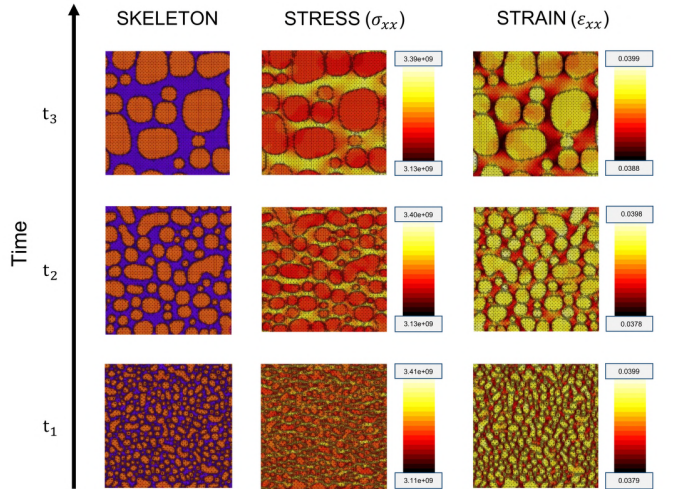 SKELETON
STRESS (σxx)
STRAIN (εxx)
Time
t3
3.39e+09
3.13e+09
0.0399
0.0388
t2
3.40e+09
3.13e+09
0.0398
0.0378
t1
3.41e+09
3.11e+09
0.0399
0.0379